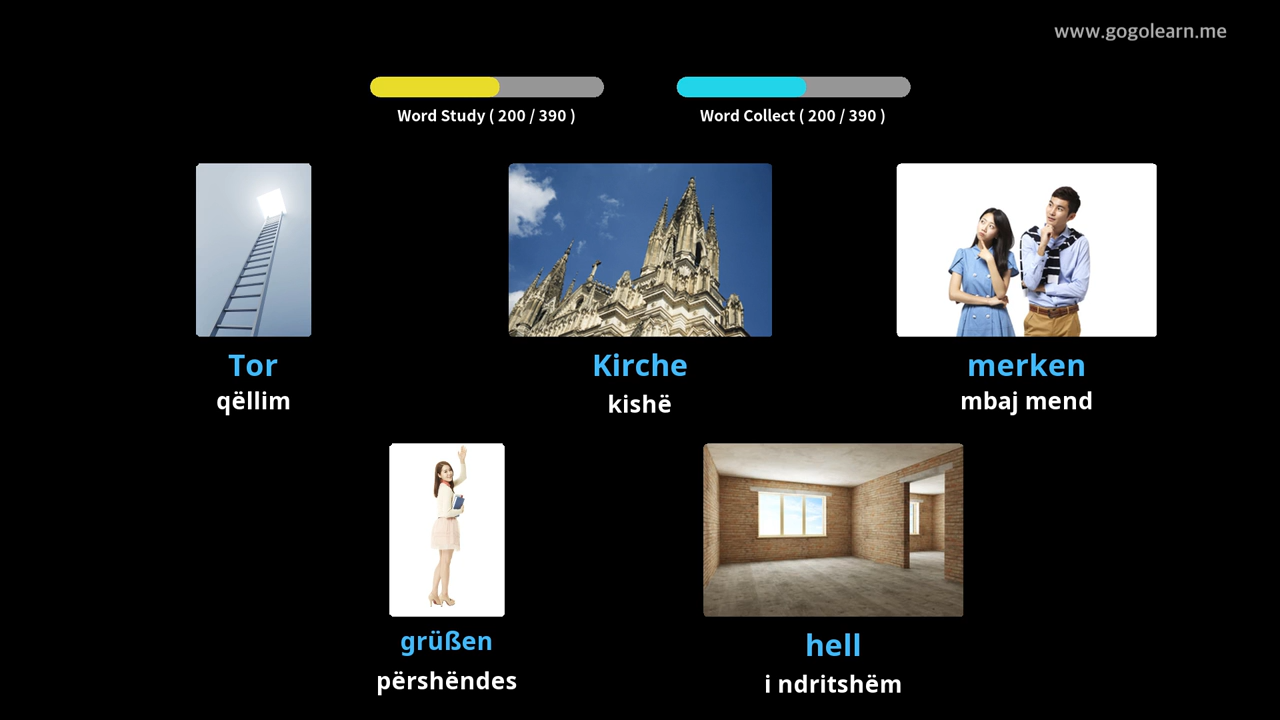 www.gogolearn.me
Word Study ( 200 / 390 )
Word Collect ( 200 / 390 )
Tor
qëllim
Kirche
kishë
merken
mbaj mend
grüßen
përshëndes
hell
i ndritshëm